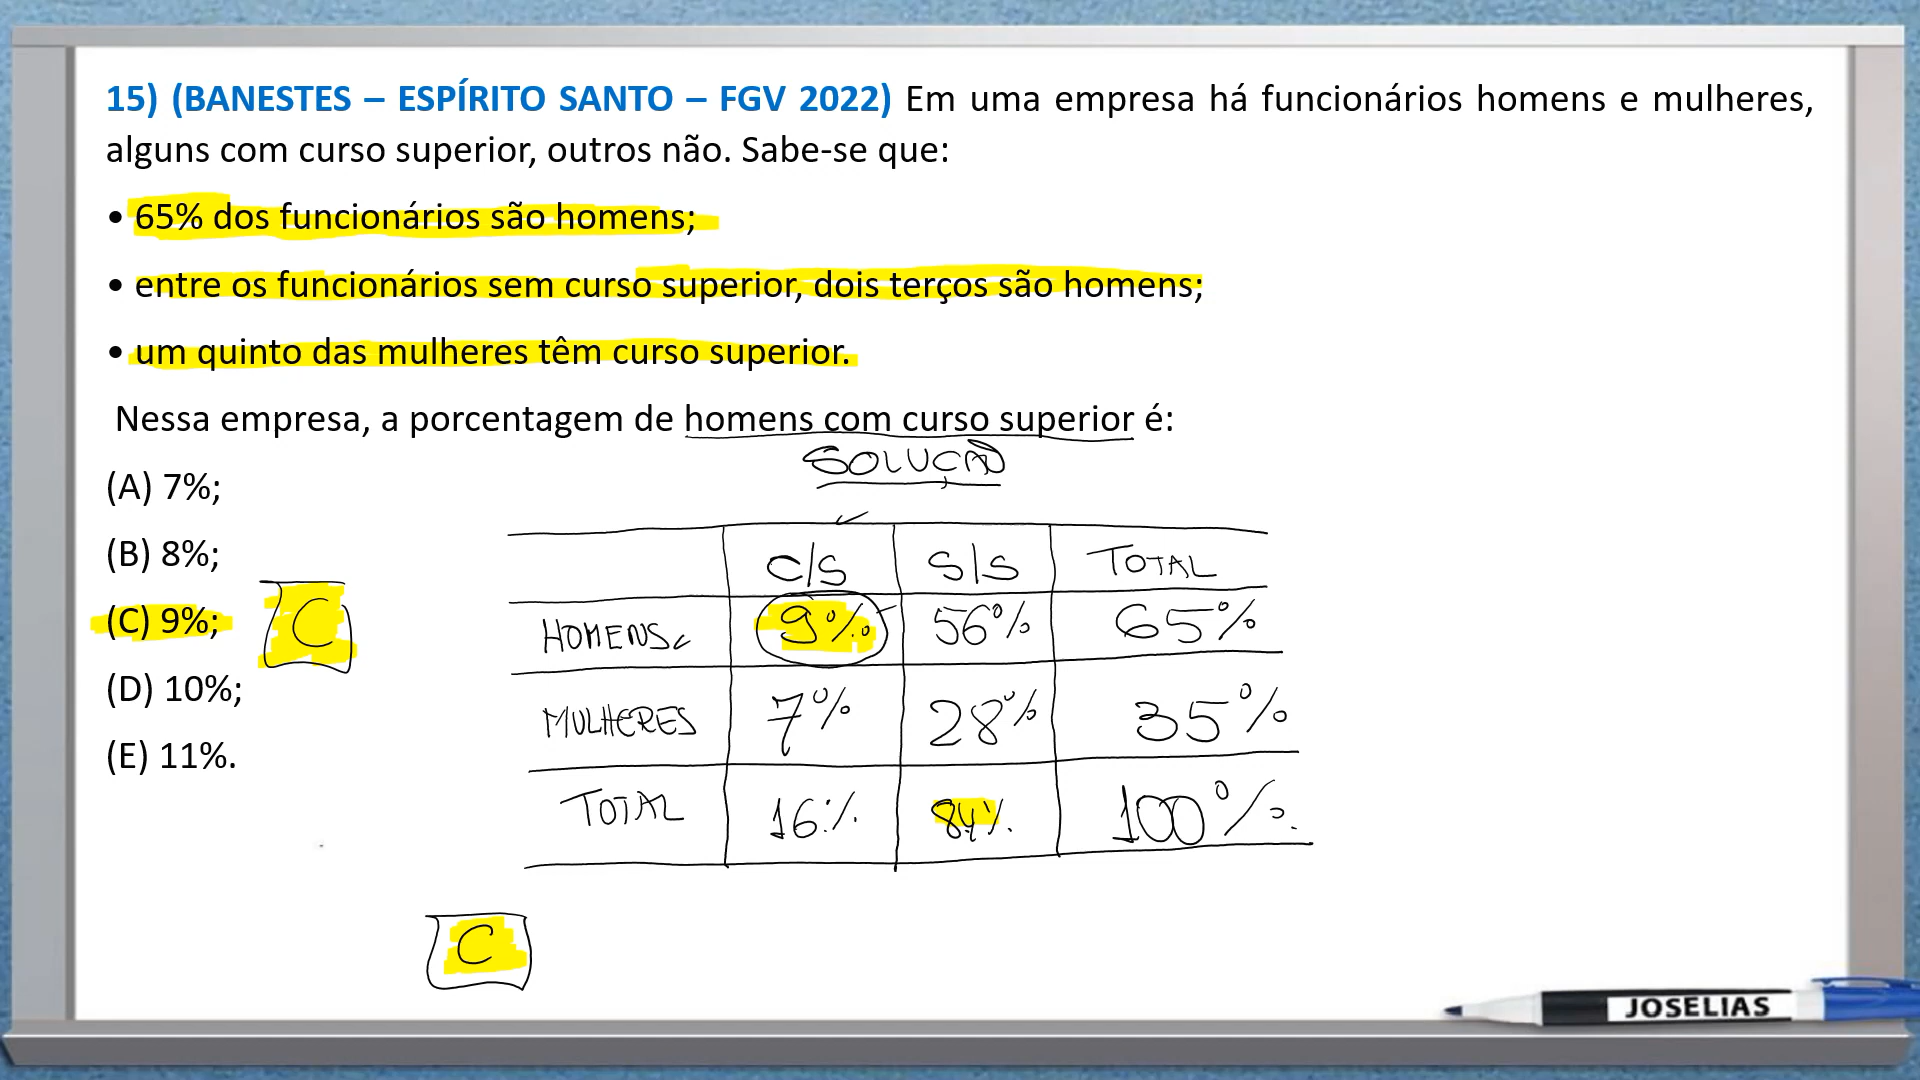 15) (BANESTES – ESPÍRITO SANTO – FGV 2022) Em uma empresa há funcionários homens e mulheres,
alguns com curso superior, outros não. Sabe-se que:
• 65% dos funcionários são homens;
• entre os funcionários sem curso superior, dois terços são homens;
• um quinto das mulheres têm curso superior.
Nessa empresa, a porcentagem de homens com curso superior é:
SOLUÇÃO
(A) 7%;
(B) 8%;
(C) 9%;
(D) 10%;
(E) 11%.
C
C/S S/S TOTAL
HOMENS 9% 56% 65%
MULHERES 7% 28% 35%
TOTAL 16% 84% 100%
C
JOSELIAS